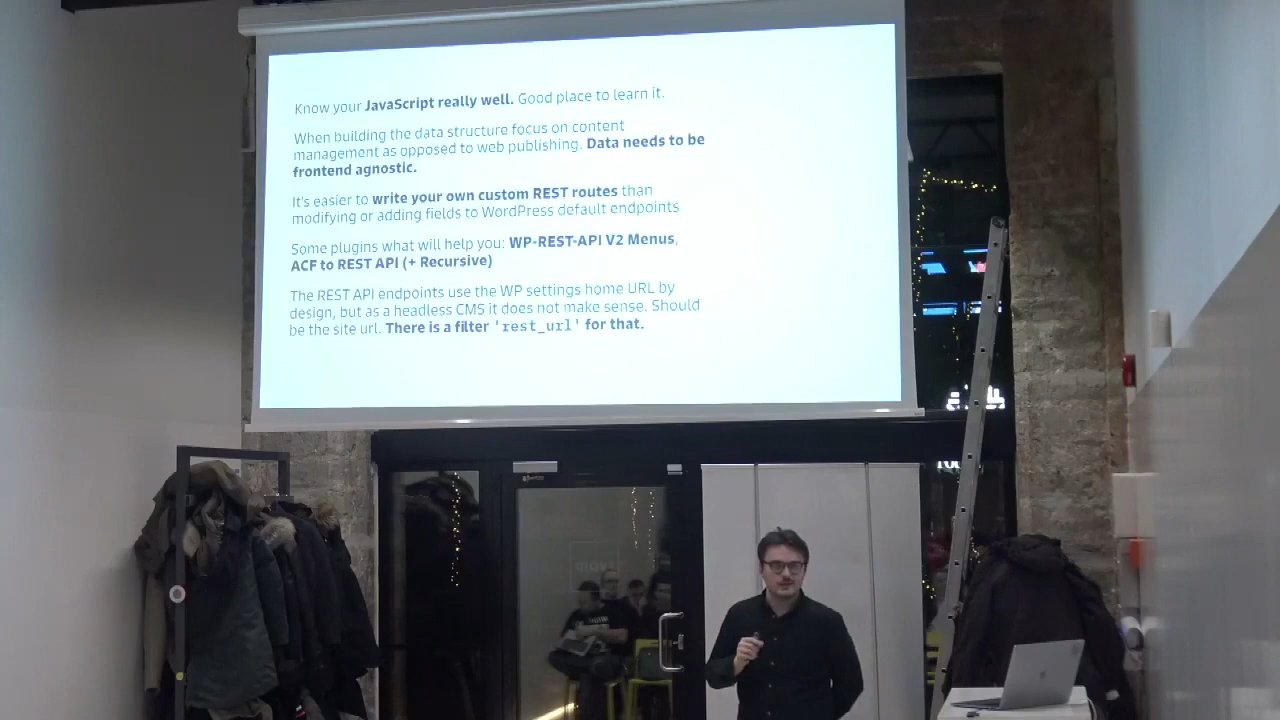 Know your JavaScript really well. Good place to learn it.
When building the data structure focus on content
management as opposed to web publishing. Data needs to be
frontend agnostic.
It's easier to write your own custom REST routes than
modifying or adding fields to WordPress default endpoints
Some plugins what will help you: WP-REST-API V2 Menus,
ACF to REST API (+ Recursive)
The REST API endpoints use the WP settings home URL by
design, but as a headless CMS it does not make sense. Should
be the site url. There is a filter 'rest_url' for that.